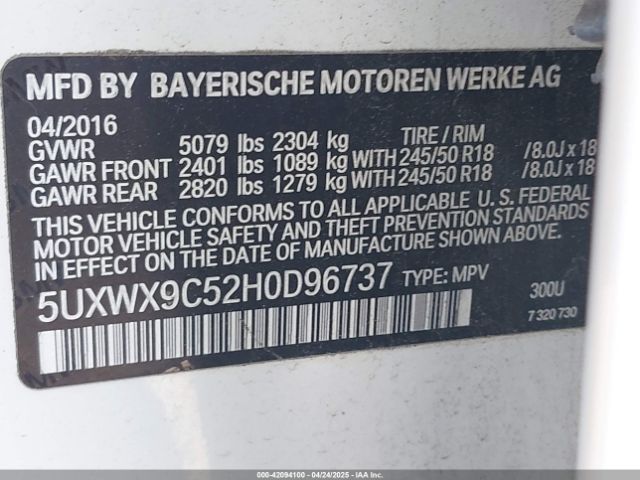 MFD BY BAYERISCHE MOTOREN WERKE AG
04/2016 TIRE / RIM
GVWR 5079 lbs 2304 kg
GAWR FRONT 2401 lbs 1089 kg WITH 245/50 R18 /8.0J x 18
GAWR REAR 2820 lbs 1279 kg WITH 245/50 R18 /8.0J x 18
THIS VEHICLE CONFORMS TO ALL APPLICABLE U. S. FEDERAL
MOTOR VEHICLE SAFETY AND THEFT PREVENTION STANDARDS
IN EFFECT ON THE DATE OF MANUFACTURE SHOWN ABOVE.
5UXWX9C52H0D96737 TYPE: MPV 300U
7 320 730
000-42094100 - 04/24/2025 - IAAI.COM